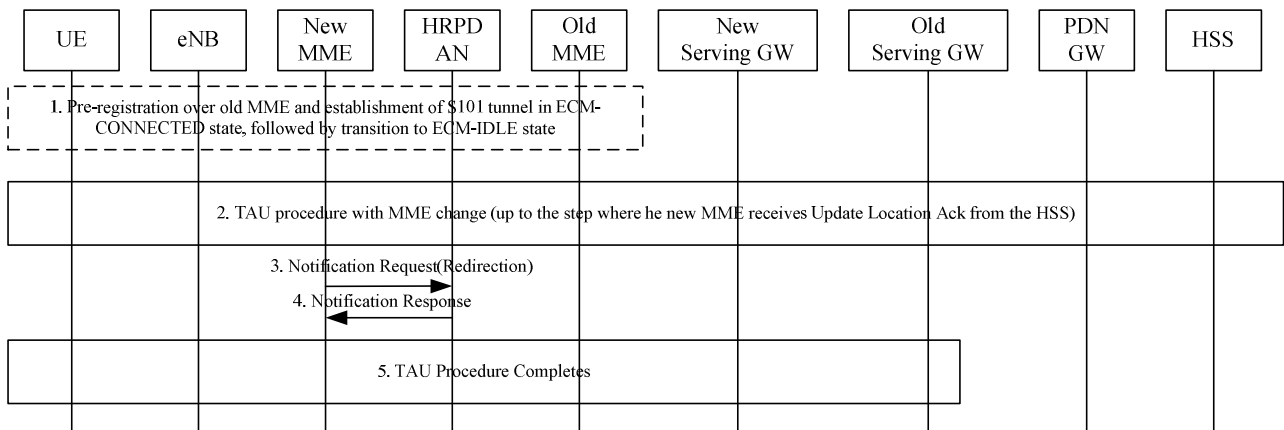 UE
eNB
New
MME
HRPD
AN
Old
MME
New
Serving GW
Old
Serving GW
PDN
GW
HSS
1. Pre-registration over old MME and establishment of S101 tunnel in ECM-
CONNECTED state, followed by transition to ECM-IDLE state
2. TAU procedure with MME change (up to the step where he new MME receives Update Location Ack from the HSS)
3. Notification Request(Redirection)
4. Notification Response
5. TAU Procedure Completes